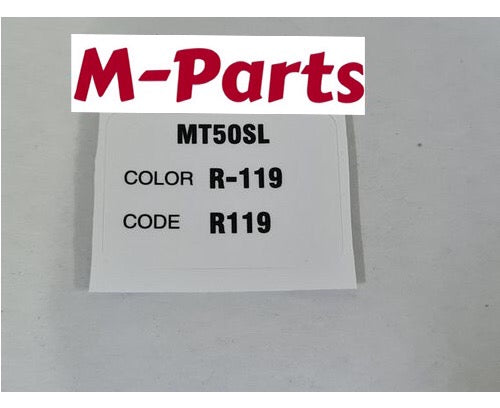 M-Parts
MT50SL
COLOR R-119
CODE R119